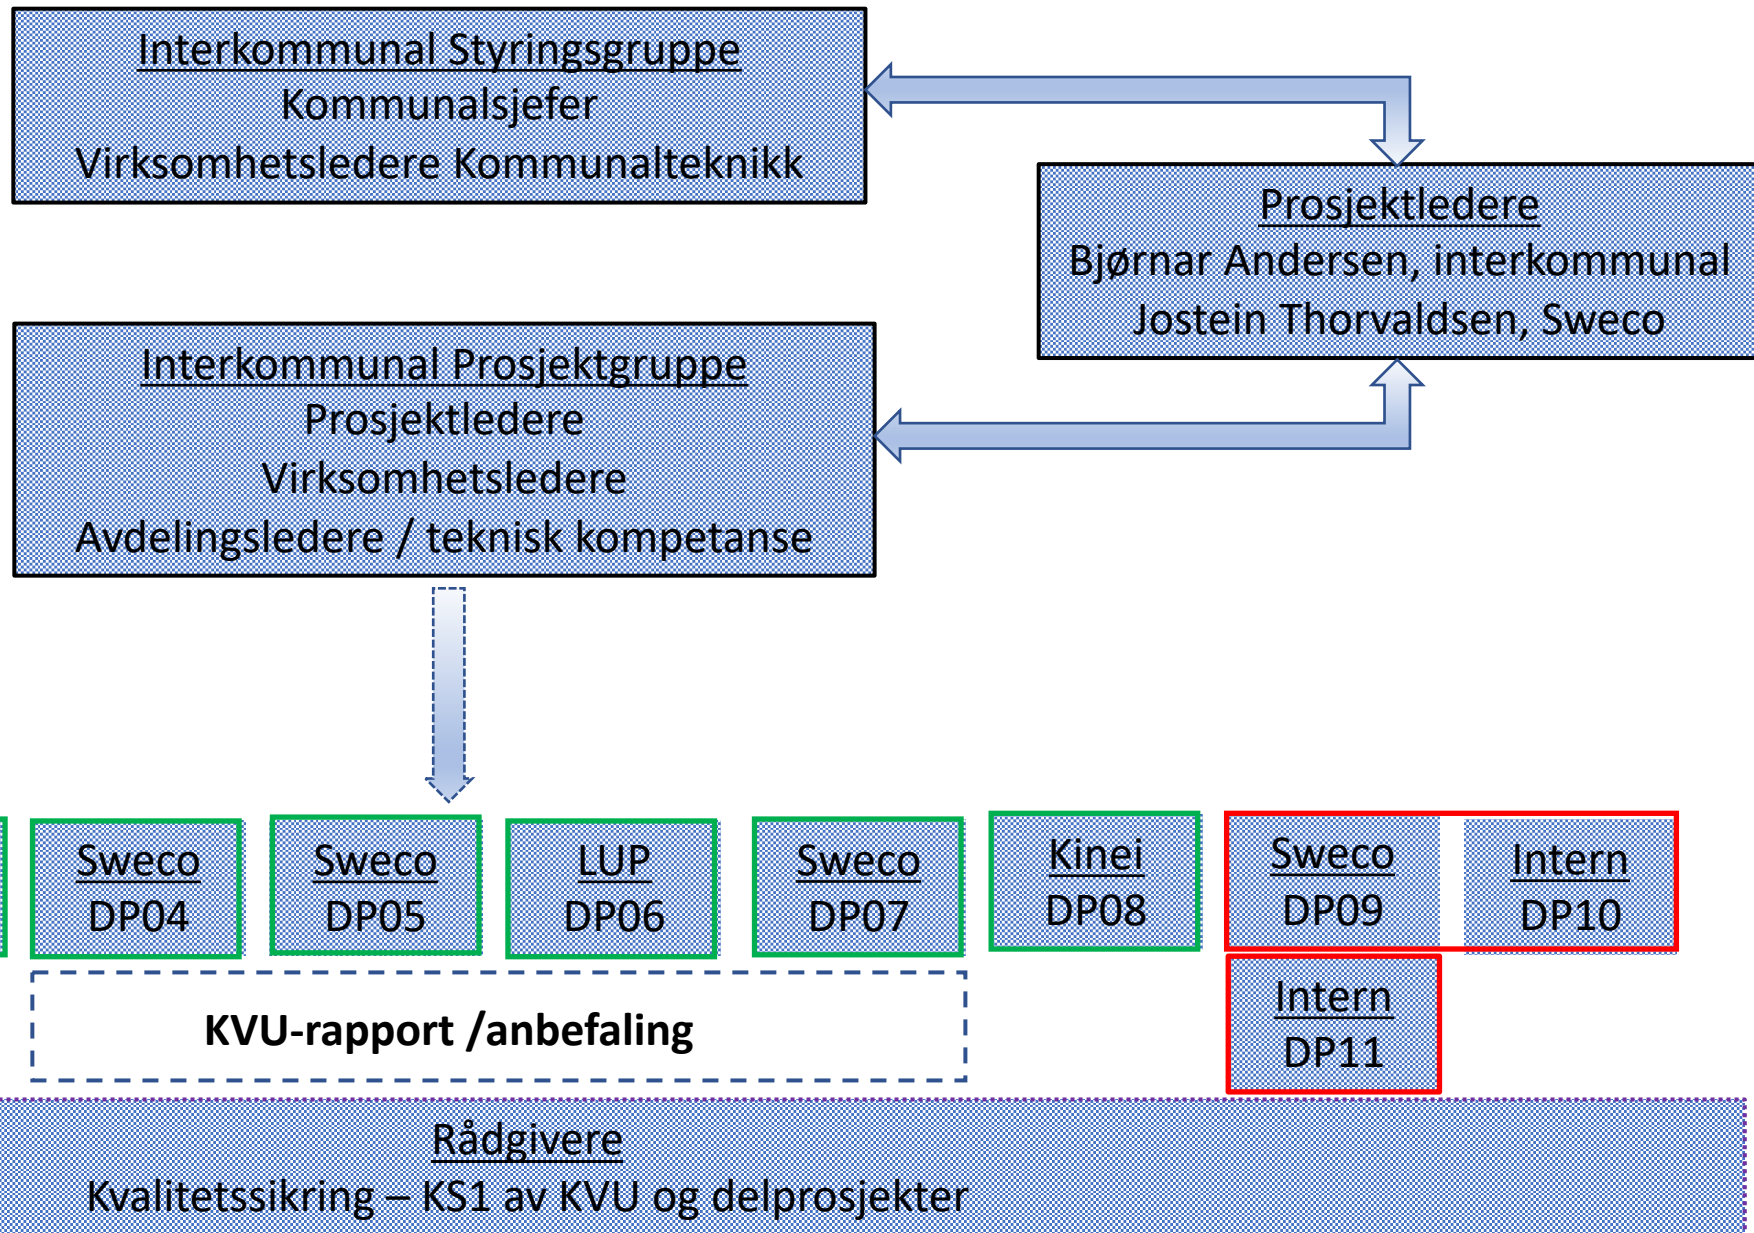 Interkommunal Styringsgruppe
Kommunalsjefer
Virksomhetsledere Kommunalteknikk
Prosjektledere
Bjørnar Andersen, interkommunal
Jostein Thorvaldsen, Sweco
Interkommunal Prosjektgruppe
Prosjektledere
Virksomhetsledere
Avdelingsledere / teknisk kompetanse
Sweco
DP04
Sweco
DP05
LUP
DP06
Sweco
DP07
Kinei
DP08
Sweco
DP09
Intern
DP10
KVU-rapport /anbefaling
Intern
DP11
Rådgivere
Kvalitetssikring – KS1 av KVU og delprosjekter